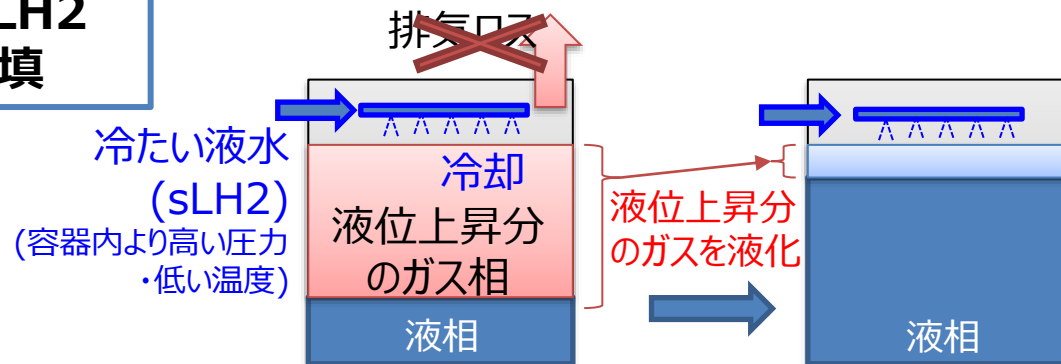 LH2
填
排気ロス
冷たい液水
(sLH2)
(容器内より高い圧力
・低い温度)
冷却
液位上昇分
のガス相
液相
液位上昇分
のガスを液化
液相